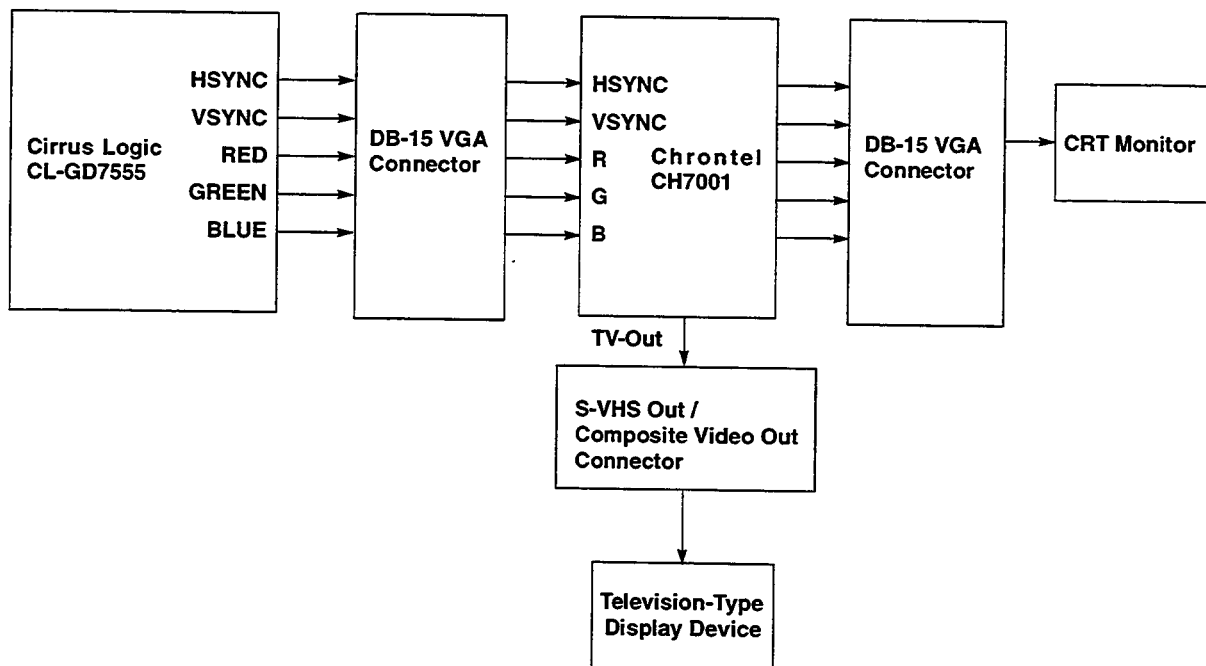 Cirrus Logic
CL-GD7555
HSYNC
VSYNC
RED
GREEN
BLUE
DB-15 VGA
Connector
HSYNC
VSYNC
R
G
B
Chrontel
CH7001
DB-15 VGA
Connector
CRT Monitor
TV-Out
S-VHS Out /
Composite Video Out
Connector
Television-Type
Display Device